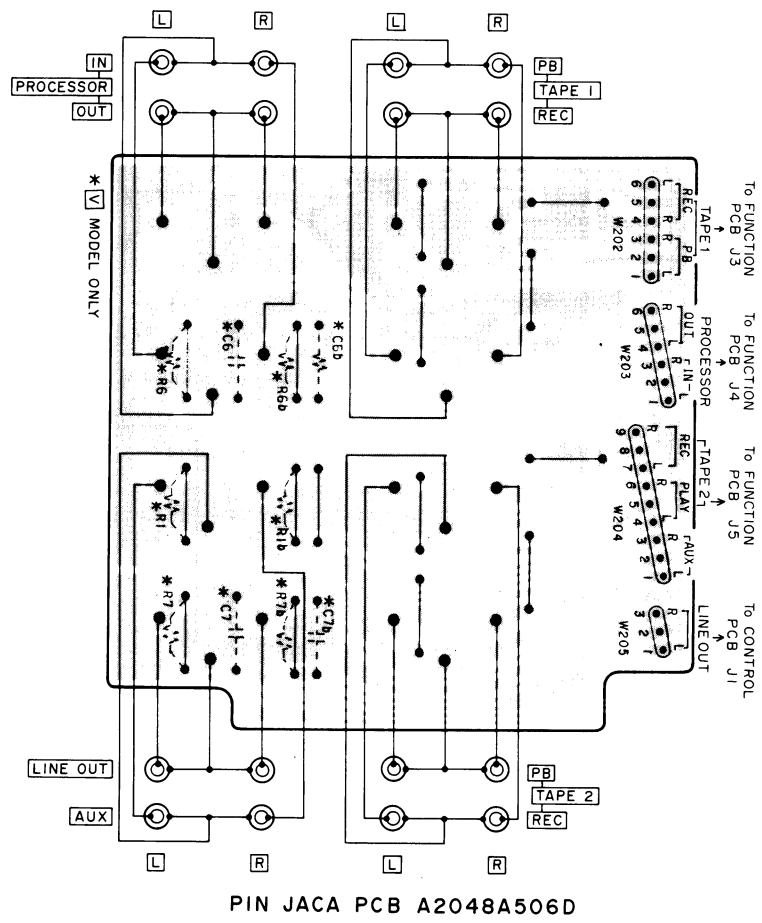 L R L R
IN
PROCESSOR
OUT
PB
TAPE 1
REC
* V MODEL ONLY
To FUNCTION
PCB J3
TAPE1
REC
PB
L R R L
6 5 4 3 2 1
W202
To FUNCTION
PCB J4
PROCESSOR
OUT
IN
R L R L
6 5 4 3 2 1
W203
To FUNCTION
PCB J5
TAPE2
REC
PLAY
AUX
R L R L R L
9 8 7 6 5 4 3 2 1
W204
To CONTROL
PCB J1
LINEOUT
R L
3 2 1
W205
*R6
*C6
*R6b
*C6b
*R1
*R1b
*R7
*C7
*R7b
*C7b
LINE OUT
AUX
PB
TAPE 2
REC
L R L R
PIN JACA PCB A2048A506D